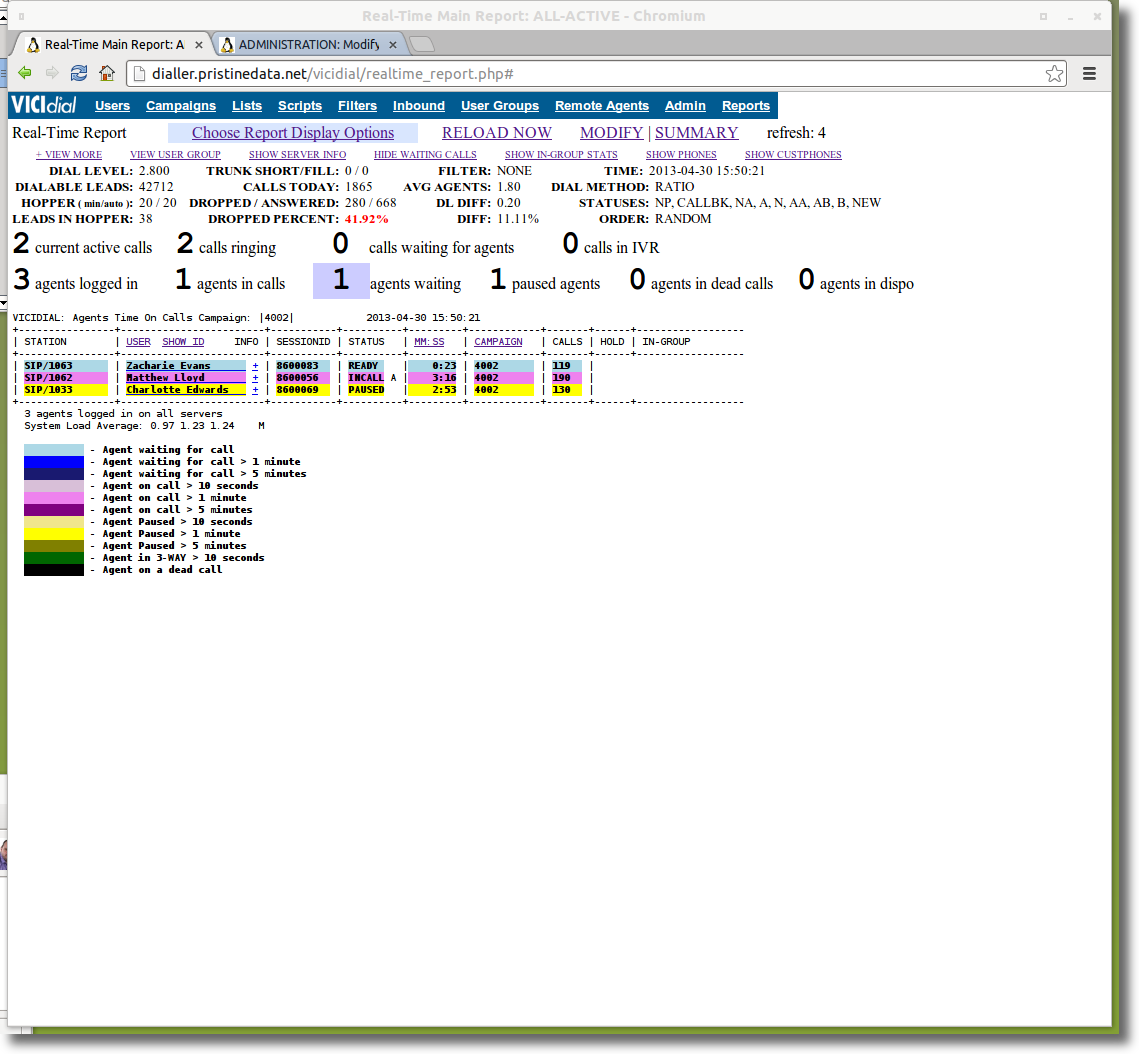 Real-Time Main Report: ALL-ACTIVE - Chromium
Real-Time Main Report: Al ADMINISTRATION: Modify
dialler.pristinedata.net/vicidial/realtime_report.php#
VICIdial Users Campaigns Lists Scripts Filters Inbound User Groups Remote Agents Admin Reports
Real-Time Report Choose Report Display Options RELOAD NOW MODIFY | SUMMARY refresh: 4
+ VIEW MORE VIEW USER GROUP SHOW SERVER INFO HIDE WAITING CALLS SHOW IN-GROUP STATS SHOW PHONES SHOW CUSTPHONES
DIAL LEVEL: 2.800 TRUNK SHORT/FILL: 0 / 0 FILTER: NONE TIME: 2013-04-30 15:50:21
DIALABLE LEADS: 42712 CALLS TODAY: 1865 AVG AGENTS: 1.80 DIAL METHOD: RATIO
HOPPER ( min/auto ): 20 / 20 DROPPED / ANSWERED: 280 / 668 DL DIFF: 0.20 STATUSES: NP, CALLBK, NA, A, N, AA, AB, B, NEW
LEADS IN HOPPER: 38 DROPPED PERCENT: 41.92% DIFF: 11.11% ORDER: RANDOM
2 current active calls 2 calls ringing 0 calls waiting for agents 0 calls in IVR
3 agents logged in 1 agents in calls 1 agents waiting 1 paused agents 0 agents in dead calls 0 agents in dispo
VICIDIAL: Agents Time On Calls Campaign: |4002| 2013-04-30 15:50:21
+----------------+------------------------+-----------+----------+---------+------------+-------+------+------------------
| STATION | USER SHOW ID INFO | SESSIONID | STATUS | MM:SS | CAMPAIGN | CALLS | HOLD | IN-GROUP
+----------------+------------------------+-----------+----------+---------+------------+-------+------+------------------
| SIP/1063 | Zacharie Evans + | 8600083 | READY | 0:23 | 4002 | 119 |
| SIP/1062 | Matthew Lloyd + | 8600056 | INCALL A | 3:16 | 4002 | 190 |
| SIP/1033 | Charlotte Edwards + | 8600069 | PAUSED | 2:53 | 4002 | 130 |
+----------------+------------------------+-----------+----------+---------+------------+-------+------+------------------
3 agents logged in on all servers
System Load Average: 0.97 1.23 1.24 M
- Agent waiting for call
- Agent waiting for call > 1 minute
- Agent waiting for call > 5 minutes
- Agent on call > 10 seconds
- Agent on call > 1 minute
- Agent on call > 5 minutes
- Agent Paused > 10 seconds
- Agent Paused > 1 minute
- Agent Paused > 5 minutes
- Agent in 3-WAY > 10 seconds
- Agent on a dead call